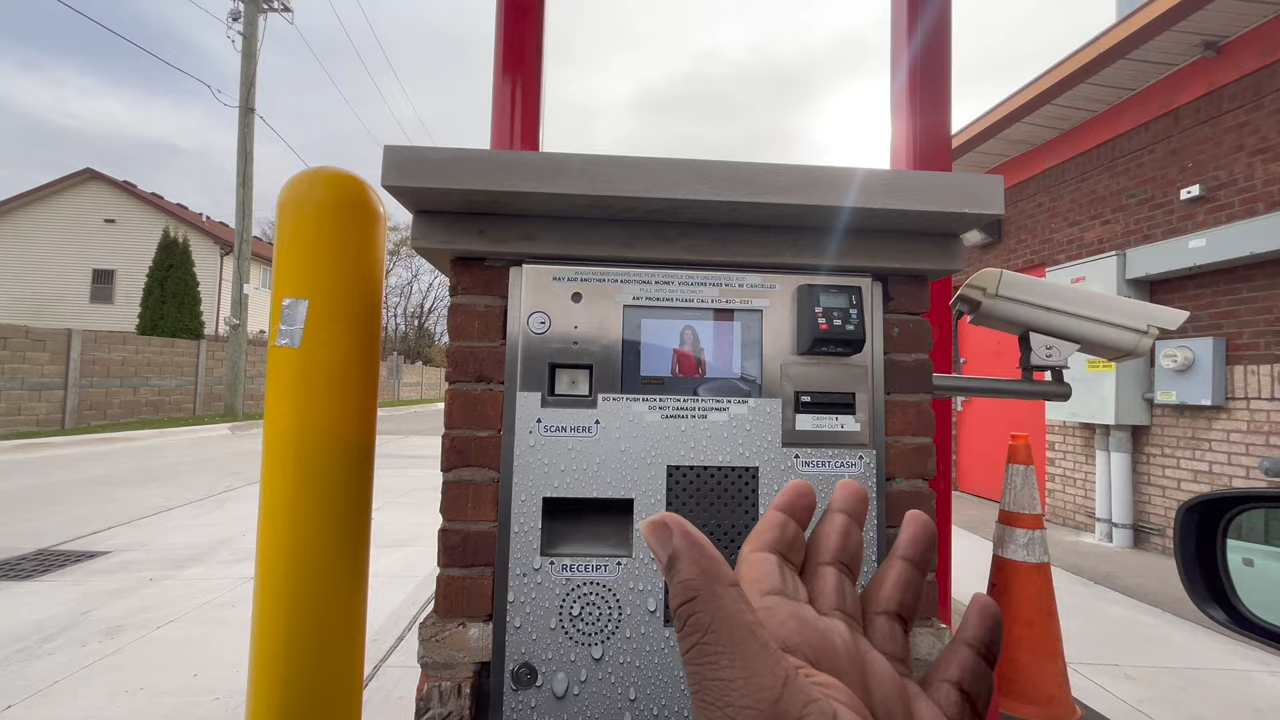 WASH MEMBERSHIPS ARE FOR 1 VEHICLE ONLY UNLESS YOU ADD
MAY ADD ANOTHER FOR ADDITIONAL MONEY. VIOLATERS PASS WILL BE CANCELLED
PULL INTO BAY SLOWLY!
ANY PROBLEMS PLEASE CALL 810-420-2221
DO NOT PUSH BACK BUTTON AFTER PUTTING IN CASH
DO NOT DAMAGE EQUIPMENT
CAMERAS IN USE
CASH IN
CASH OUT
SCAN HERE
INSERT CASH
RECEIPT